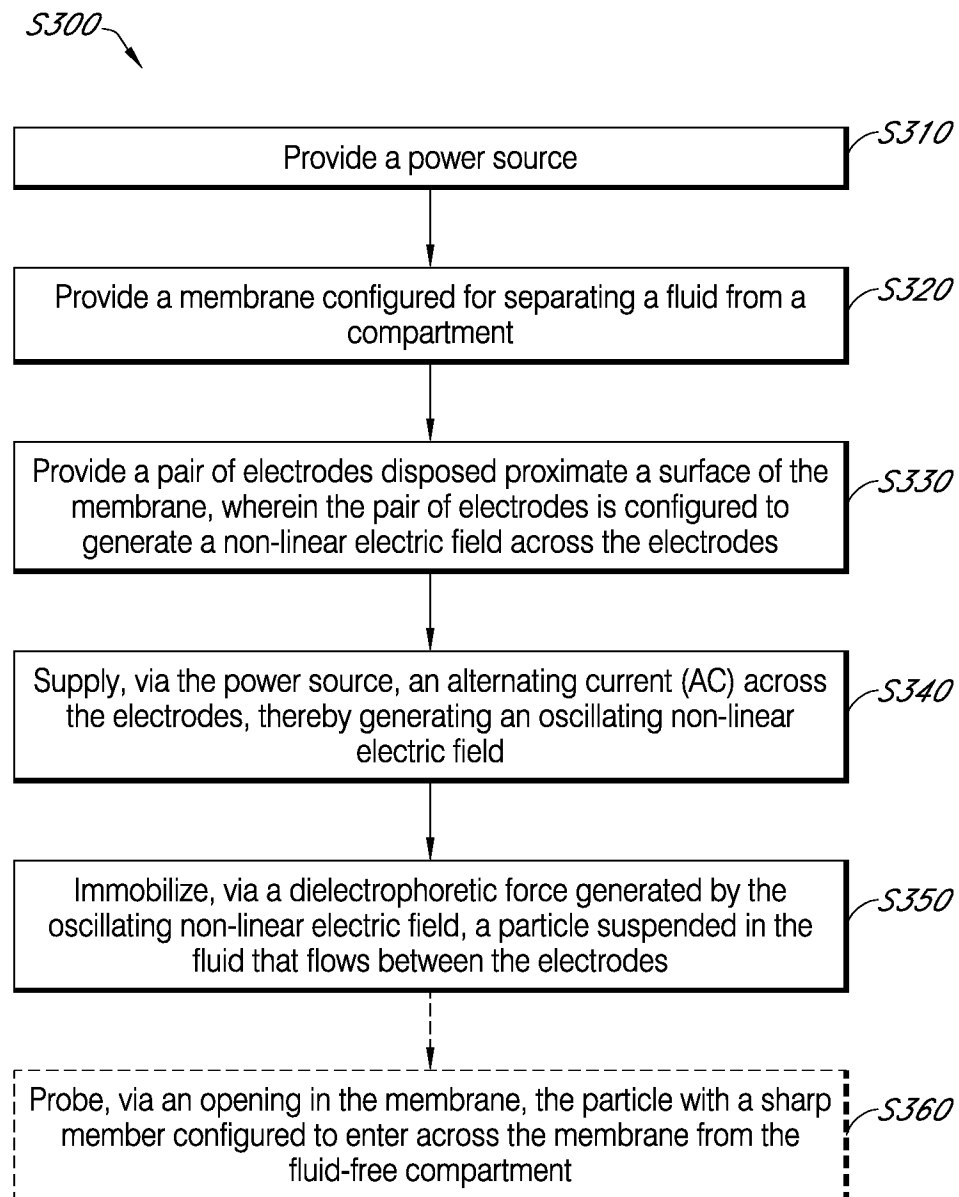 S300
Provide a power source
S310
Provide a membrane configured for separating a fluid from a
compartment
S320
Provide a pair of electrodes disposed proximate a surface of the
membrane, wherein the pair of electrodes is configured to
generate a non-linear electric field across the electrodes
S330
Supply, via the power source, an alternating current (AC) across
the electrodes, thereby generating an oscillating non-linear
electric field
S340
Immobilize, via a dielectrophoretic force generated by the
oscillating non-linear electric field, a particle suspended in the
fluid that flows between the electrodes
S350
Probe, via an opening in the membrane, the particle with a sharp
member configured to enter across the membrane from the
fluid-free compartment
S360